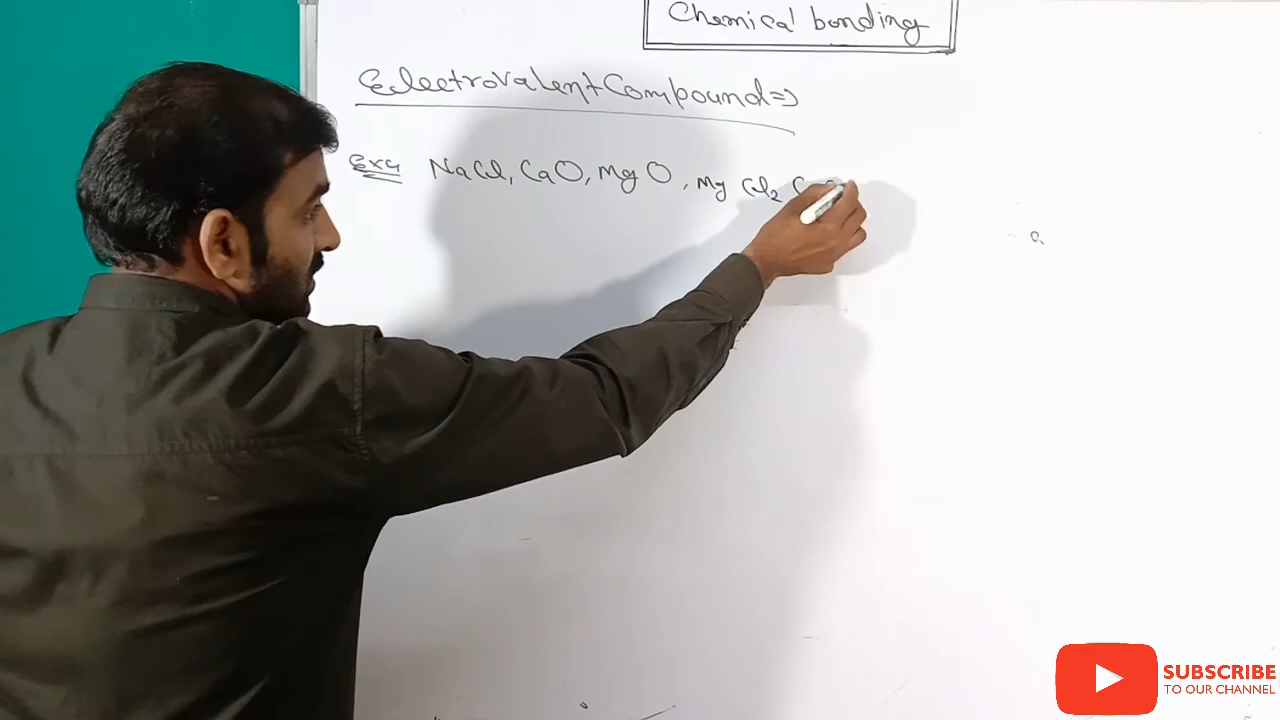 Chemical bonding
Electrovalent Compound =>
Exa NaCl, CaO, MgO, MgCl₂
SUBSCRIBE
TO OUR CHANNEL